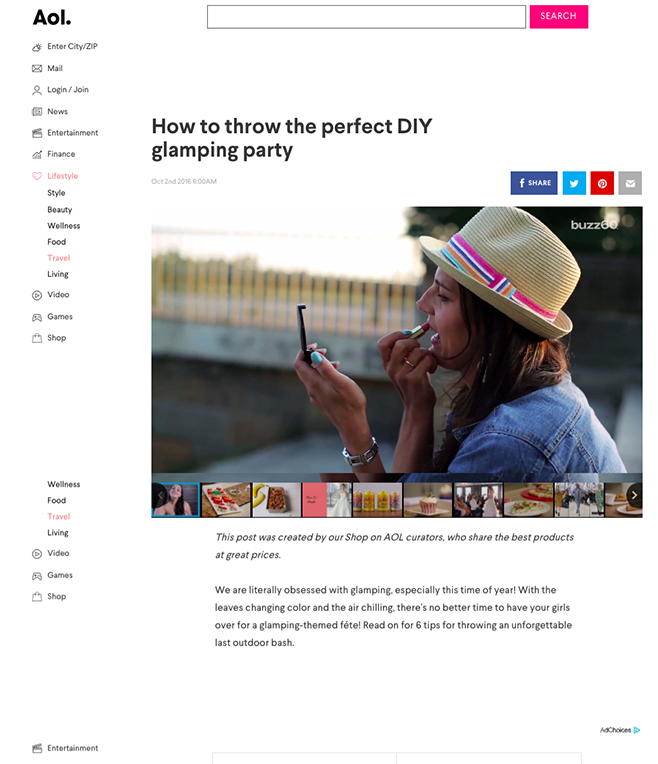 Aol.
SEARCH
Enter City/ZIP
Mail
Login / Join
News
Entertainment
Finance
Lifestyle
Style
Beauty
Wellness
Food
Travel
Living
Video
Games
Shop
How to throw the perfect DIY
glamping party
Oct 2nd 2016 6:00AM
f SHARE
buzz60
Wellness
Food
Travel
Living
Video
Games
Shop
This post was created by our Shop on AOL curators, who share the best products
at great prices.
We are literally obsessed with glamping, especially this time of year! With the
leaves changing color and the air chilling, there's no better time to have your girls
over for a glamping-themed féte! Read on for 6 tips for throwing an unforgettable
last outdoor bash.
AdChoices
Entertainment